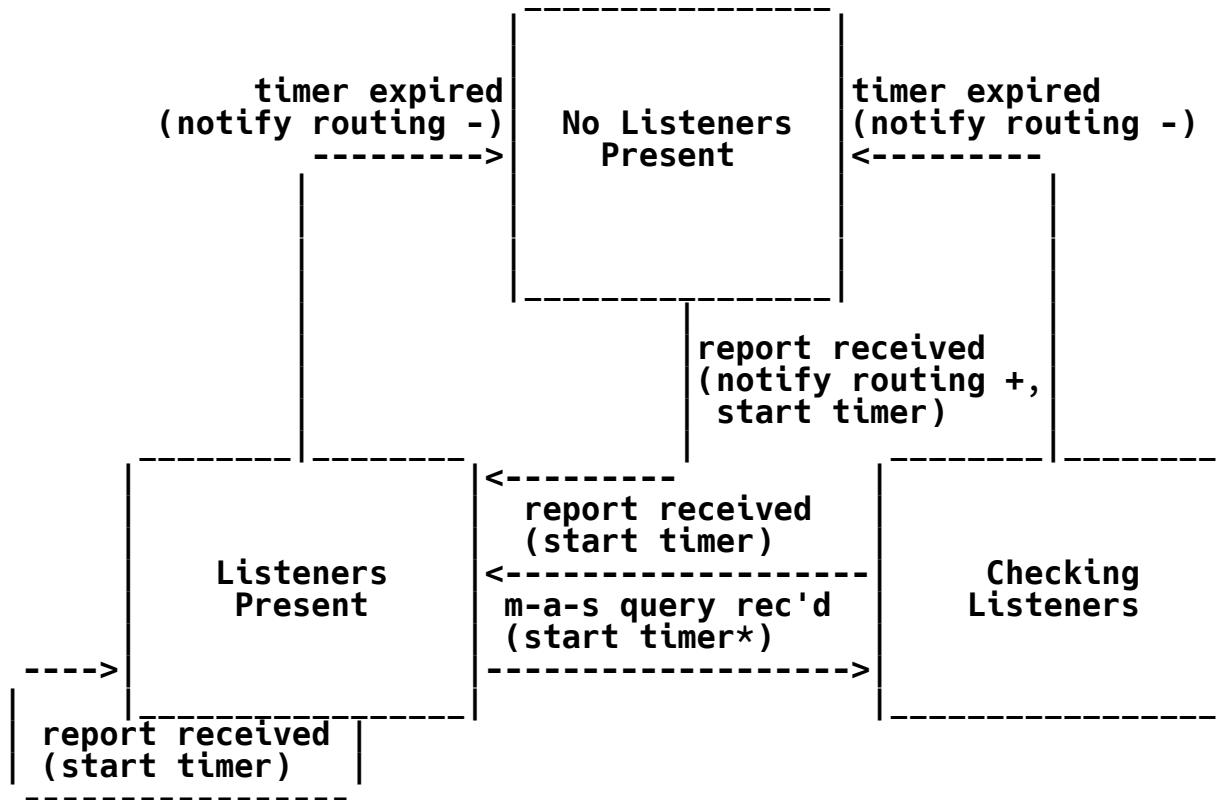 timer expired
(notify routing -)
No Listeners
Present
timer expired
(notify routing -)
report received
(notify routing +,
start timer)
report received
(start timer)
Listeners
Present
m-a-s query rec'd
(start timer*)
Checking
Listeners
report received
(start timer)